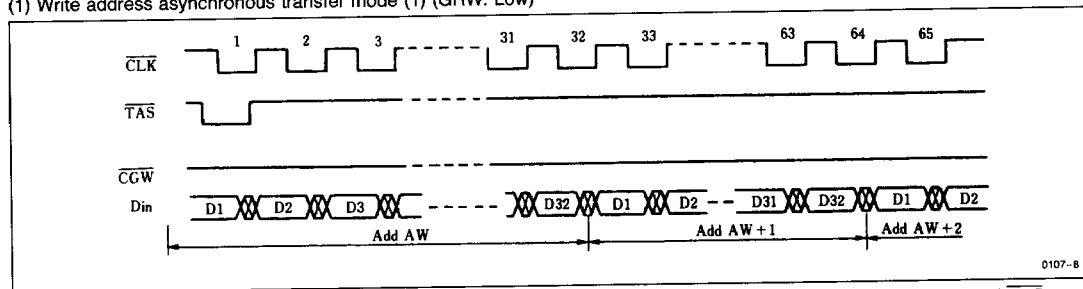 (1) Write address asynchronous transfer mode (1) (GRW: Low)
1 2 3 31 32 33 63 64 65
CLK
TAS
CGW
Din D1 D2 D3 D32 D1 D2 D31 D32 D1 D2
Add AW Add AW+1 Add AW+2
0107-8